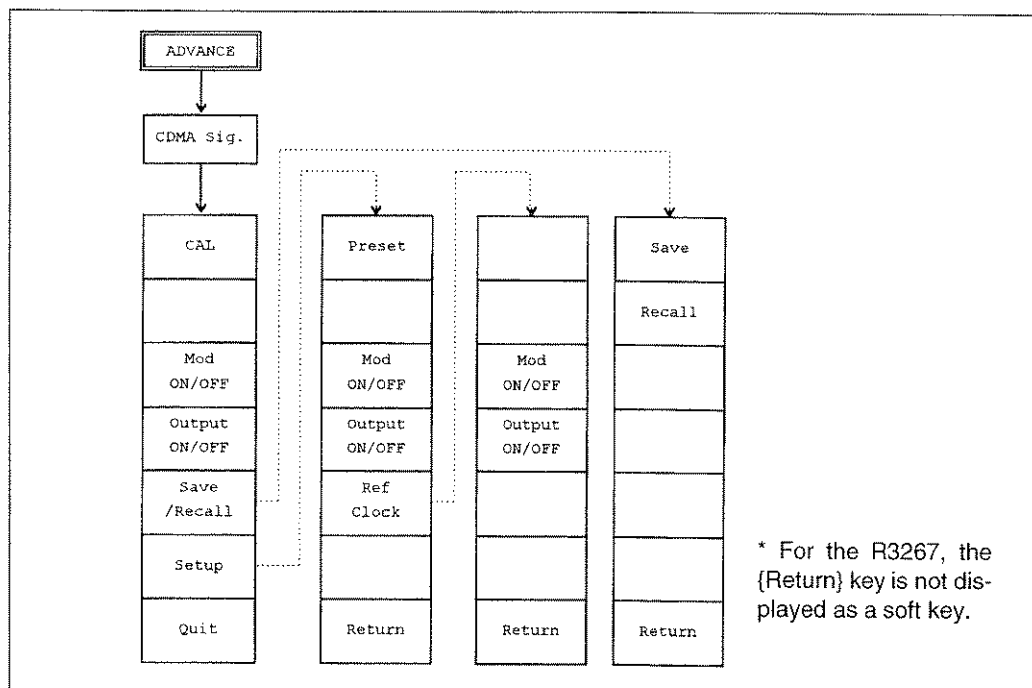 ADVANCE
CDMA Sig.
CAL
Mod
ON/OFF
Output
ON/OFF
Save
/Recall
Setup
Quit
Preset
Mod
ON/OFF
Output
ON/OFF
Ref
Clock
Return
Mod
ON/OFF
Output
ON/OFF
Return
Save
Recall
Return
* For the R3267, the
{Return} key is not dis-
played as a soft key.